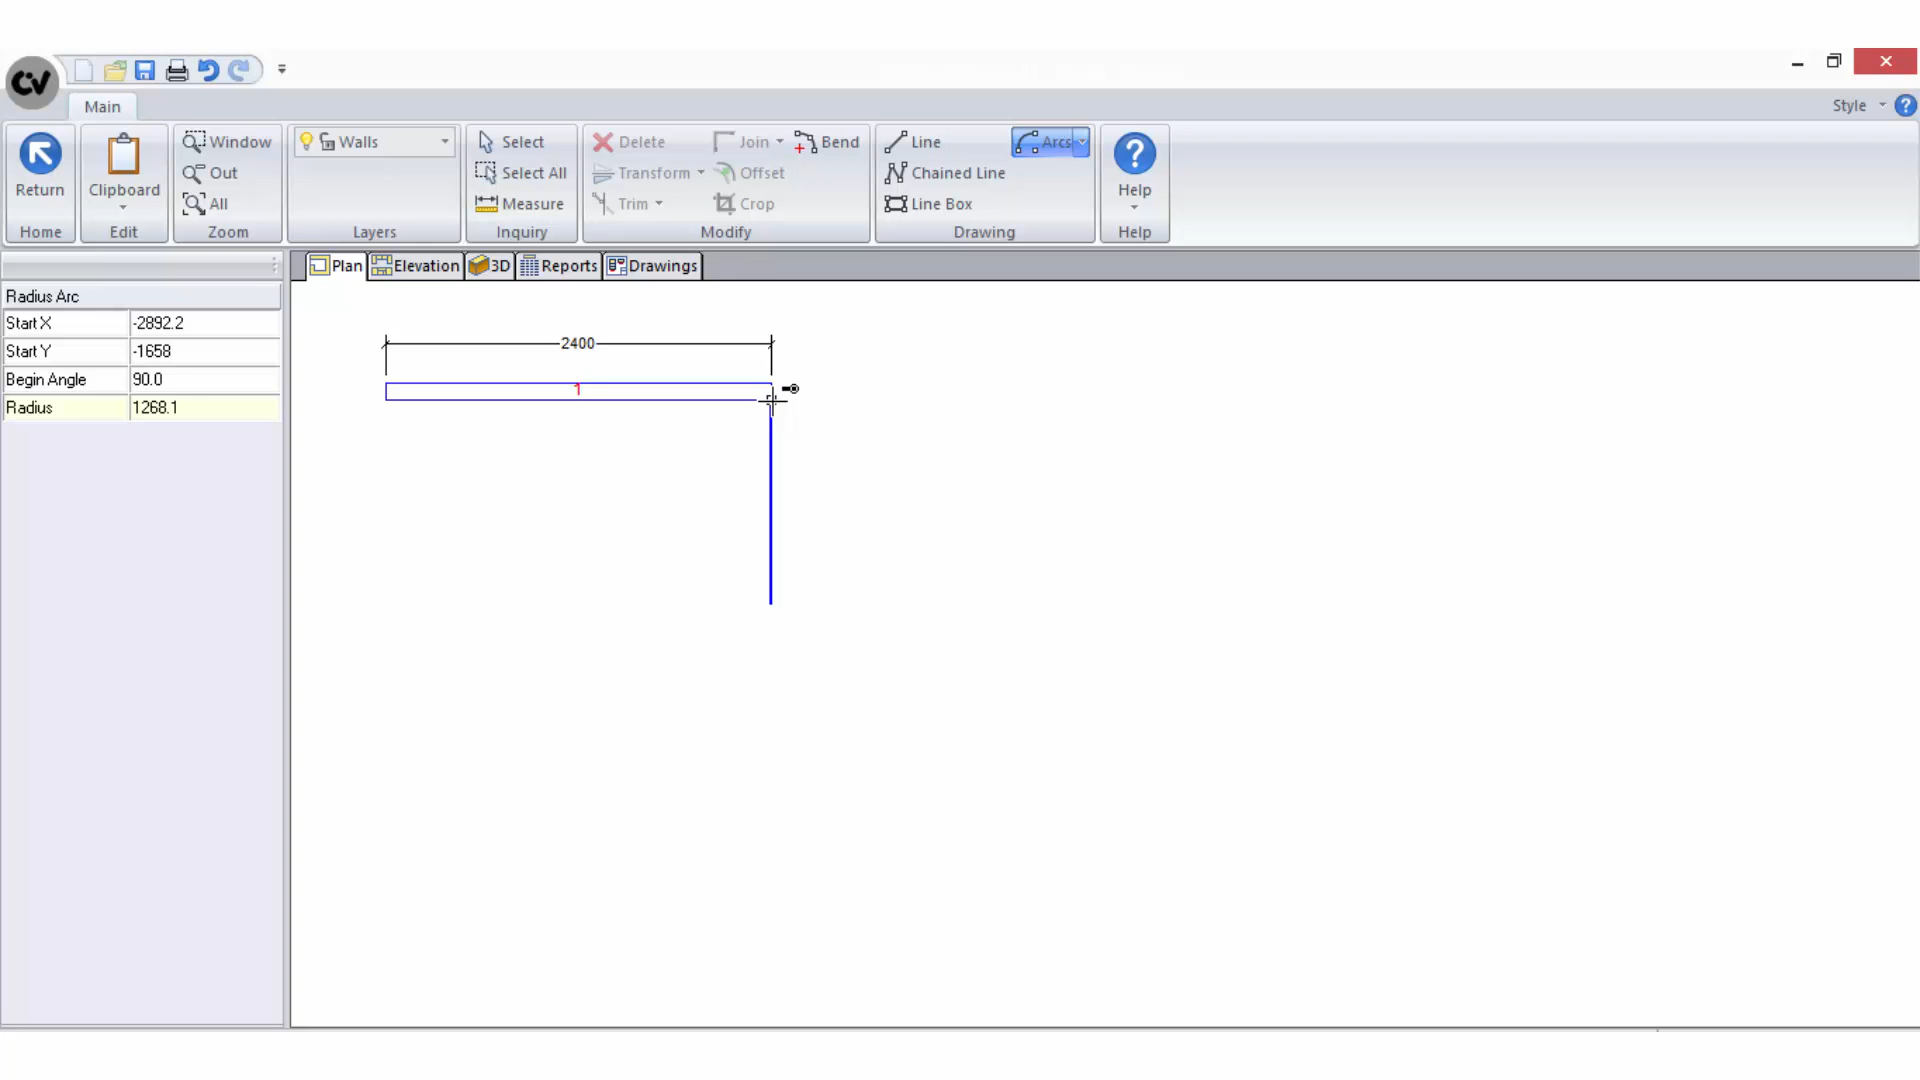 CV
Main
Style
Return
Home
Clipboard
Edit
Window
Out
All
Zoom
Walls
Layers
Select
Select All
Measure
Inquiry
Delete
Transform
Trim
Join
Offset
Crop
Bend
Modify
Line
Chained Line
Line Box
Arcs
Drawing
Help
Help
Plan
Elevation
3D
Reports
Drawings
Radius Arc
Start X -2892.2
Start Y -1658
Begin Angle 90.0
Radius 1268.1
2400
1